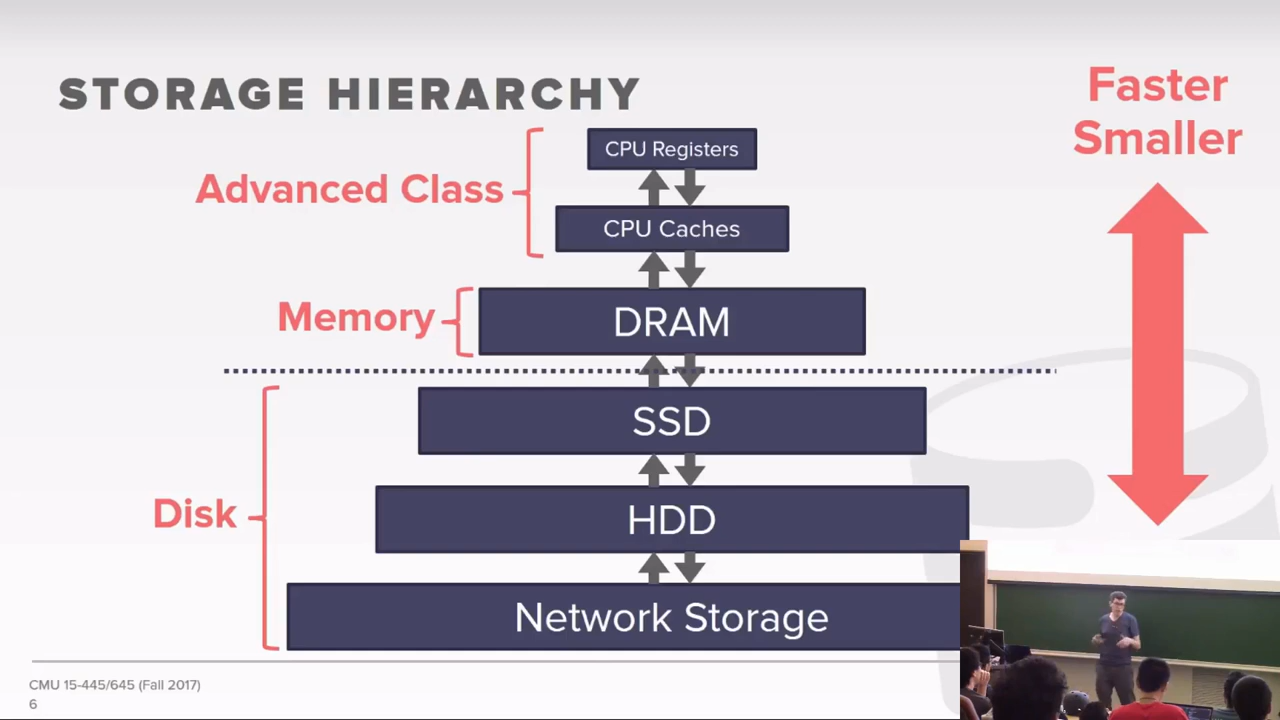 STORAGE HIERARCHY
Faster
Smaller
CPU Registers
Advanced Class
CPU Caches
Memory
DRAM
SSD
Disk
HDD
Network Storage
CMU 15-445/645 (Fall 2017)
6